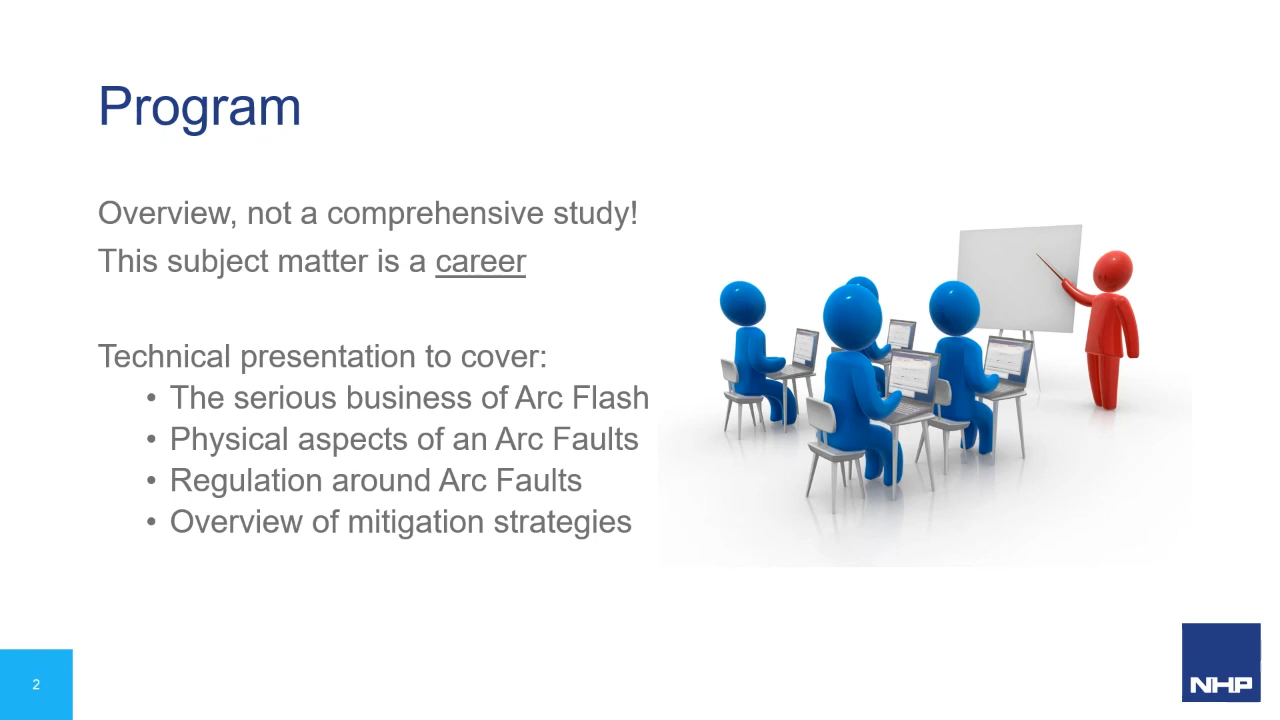 Program
Overview, not a comprehensive study!
This subject matter is a career
Technical presentation to cover:
• The serious business of Arc Flash
• Physical aspects of an Arc Faults
• Regulation around Arc Faults
• Overview of mitigation strategies
2
NHP